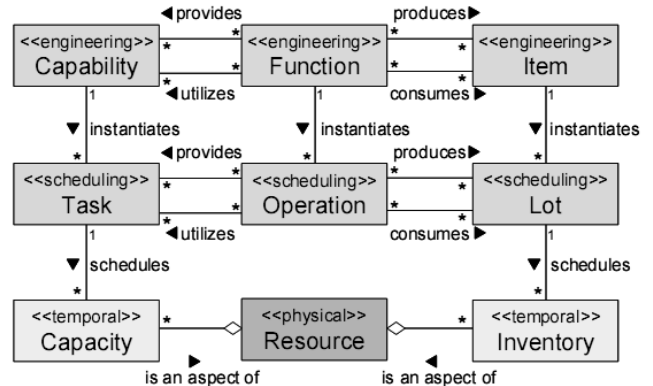 ◀ provides produces ▶
* * * *
<<engineering>> <<engineering>> <<engineering>>
Capability Function Item
* * * *
1 ◀ utilizes 1 consumes ▶ 1
▼ instantiates ▼ instantiates ▼ instantiates
* ◀ provides * produces ▶ *
* * * *
<<scheduling>> <<scheduling>> <<scheduling>>
Task Operation Lot
* * * *
1 ◀ utilizes consumes ▶ 1
▼ schedules ▼ schedules
* *
<<temporal>> * <<physical>> * <<temporal>>
Capacity Resource Inventory
▶ ◀
is an aspect of is an aspect of